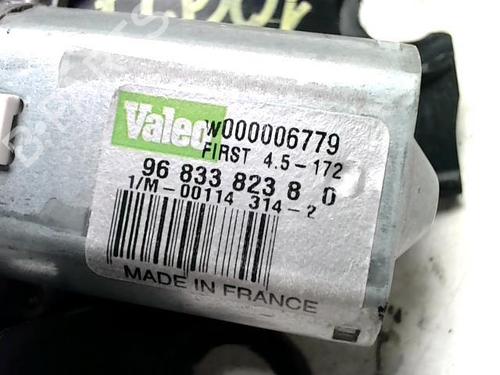 Valeo
W000006779
FIRST 4.5-172
96 833 823 8 0
1/M-00114 314-2
MADE IN FRANCE